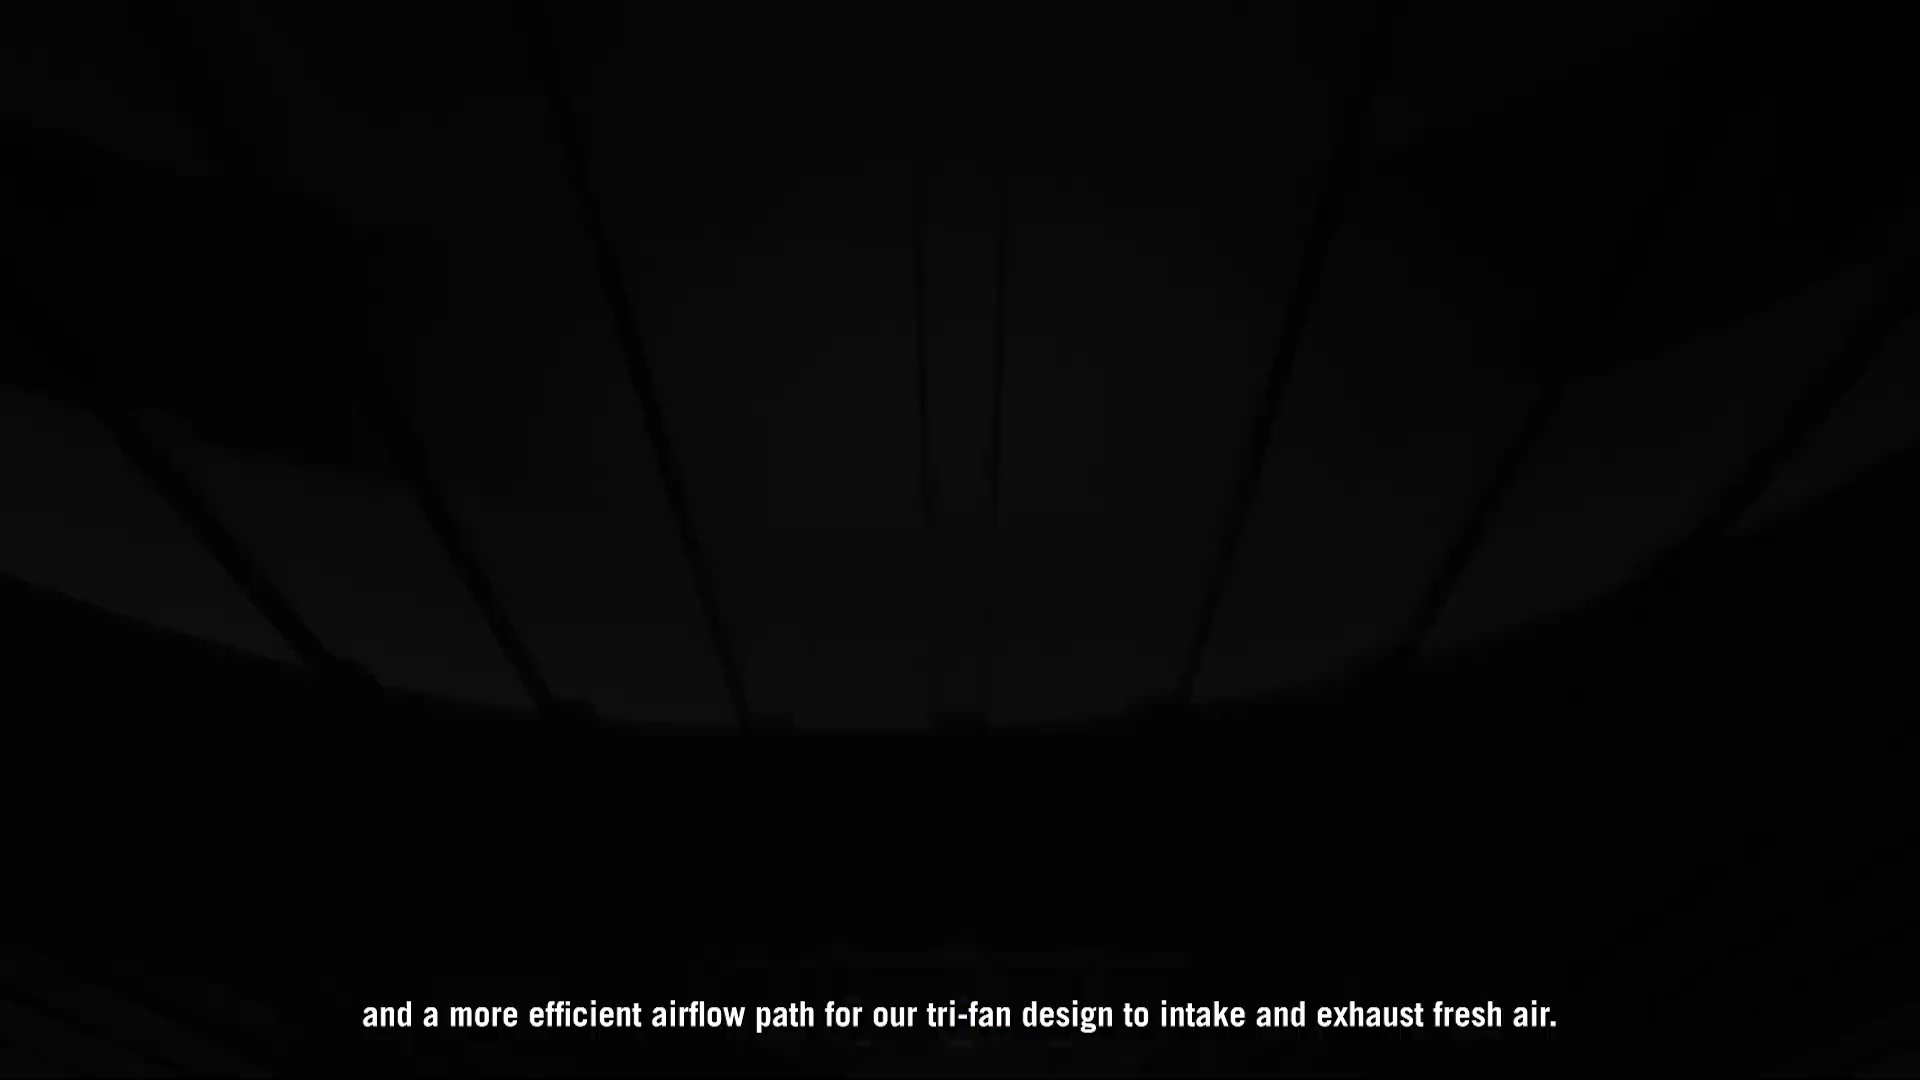 and a more efficient airflow path for our tri-fan design to intake and exhaust fresh air.